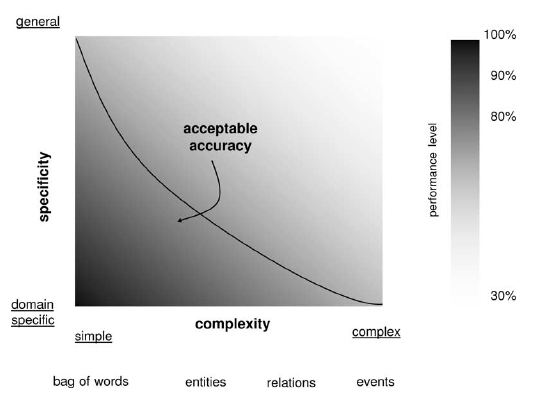 general
100%
90%
80%
acceptable
accuracy
specificity
performance level
30%
domain
specific
complexity
simple
complex
bag of words
entities
relations
events